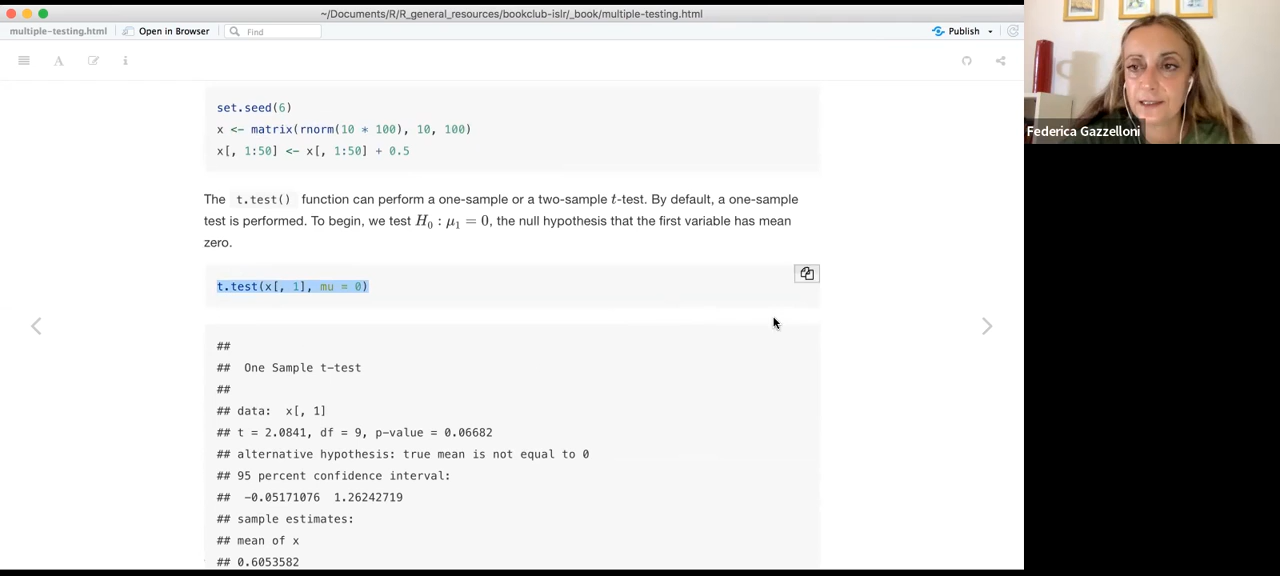 ~/Documents/R/R_general_resources/bookclub-islr/_book/multiple-testing.html
multiple-testing.html
Open in Browser
Find
Publish
set.seed(6)
x <- matrix(rnorm(10 * 100), 10, 100)
x[, 1:50] <- x[, 1:50] + 0.5
The t.test() function can perform a one-sample or a two-sample t-test. By default, a one-sample
test is performed. To begin, we test H₀ : μ₁ = 0, the null hypothesis that the first variable has mean
zero.
t.test(x[, 1], mu = 0)
##
## One Sample t-test
##
## data: x[, 1]
## t = 2.0841, df = 9, p-value = 0.06682
## alternative hypothesis: true mean is not equal to 0
## 95 percent confidence interval:
## -0.05171076 1.26242719
## sample estimates:
## mean of x
## 0.6053582
Federica Gazzelloni